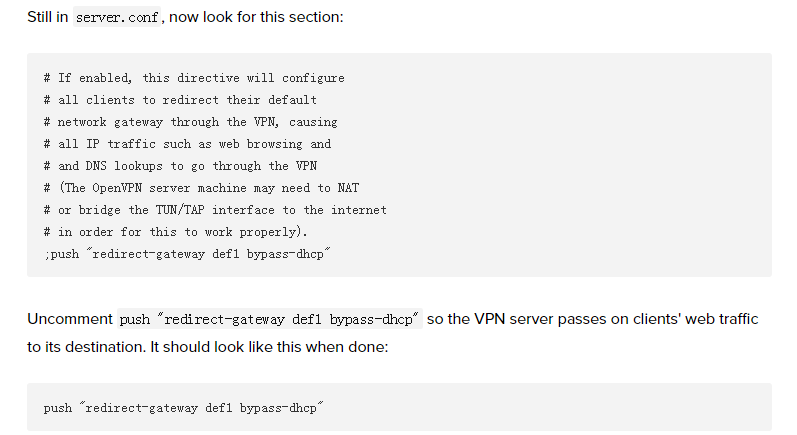 Still in server.conf, now look for this section:
# If enabled, this directive will configure
# all clients to redirect their default
# network gateway through the VPN, causing
# all IP traffic such as web browsing and
# and DNS lookups to go through the VPN
# (The OpenVPN server machine may need to NAT
# or bridge the TUN/TAP interface to the internet
# in order for this to work properly).
;push "redirect-gateway def1 bypass-dhcp"
Uncomment push "redirect-gateway def1 bypass-dhcp" so the VPN server passes on clients' web traffic
to its destination. It should look like this when done:
push "redirect-gateway def1 bypass-dhcp"